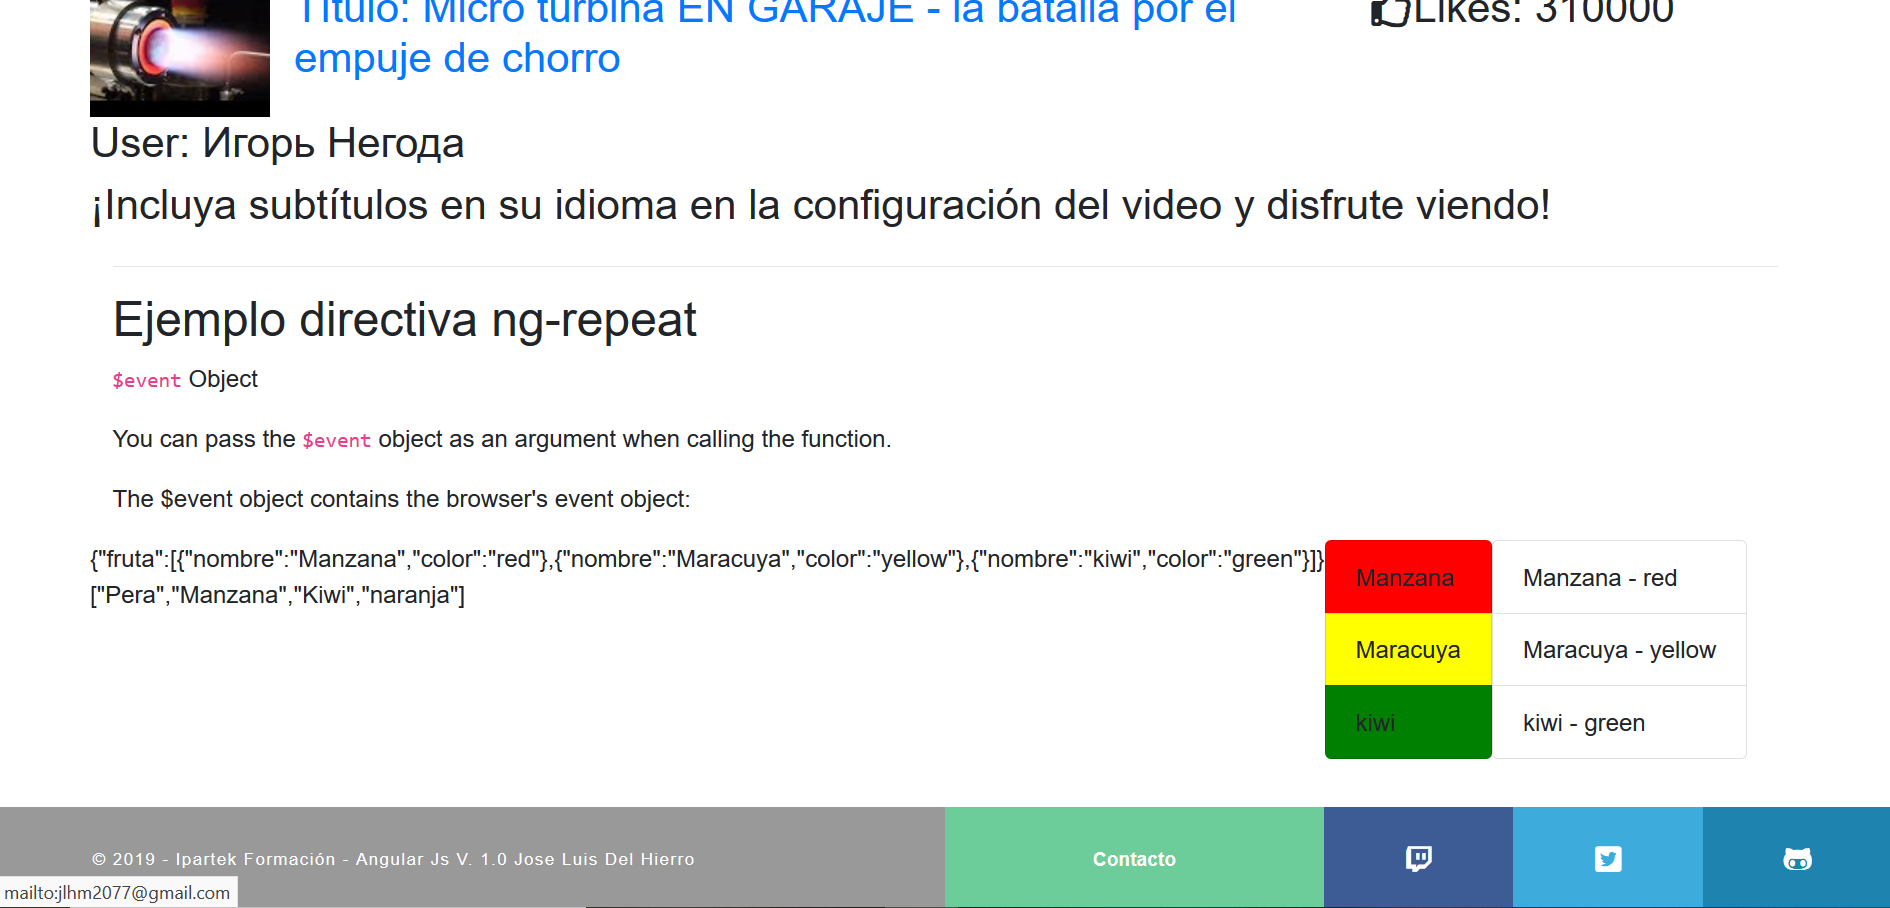 Título: Micro turbina EN GARAJE - la batalla por el
empuje de chorro
Likes: 310000
User: Игорь Негода
¡Incluya subtítulos en su idioma en la configuración del video y disfrute viendo!
Ejemplo directiva ng-repeat
$event Object
You can pass the $event object as an argument when calling the function.
The $event object contains the browser's event object:
{"fruta":[{"nombre":"Manzana","color":"red"},{"nombre":"Maracuya","color":"yellow"},{"nombre":"kiwi","color":"green"}]}
["Pera","Manzana","Kiwi","naranja"]
Manzana
Maracuya
kiwi
Manzana - red
Maracuya - yellow
kiwi - green
© 2019 - Ipartek Formación - Angular Js V. 1.0 Jose Luis Del Hierro
Contacto
mailto:jlhm2077@gmail.com